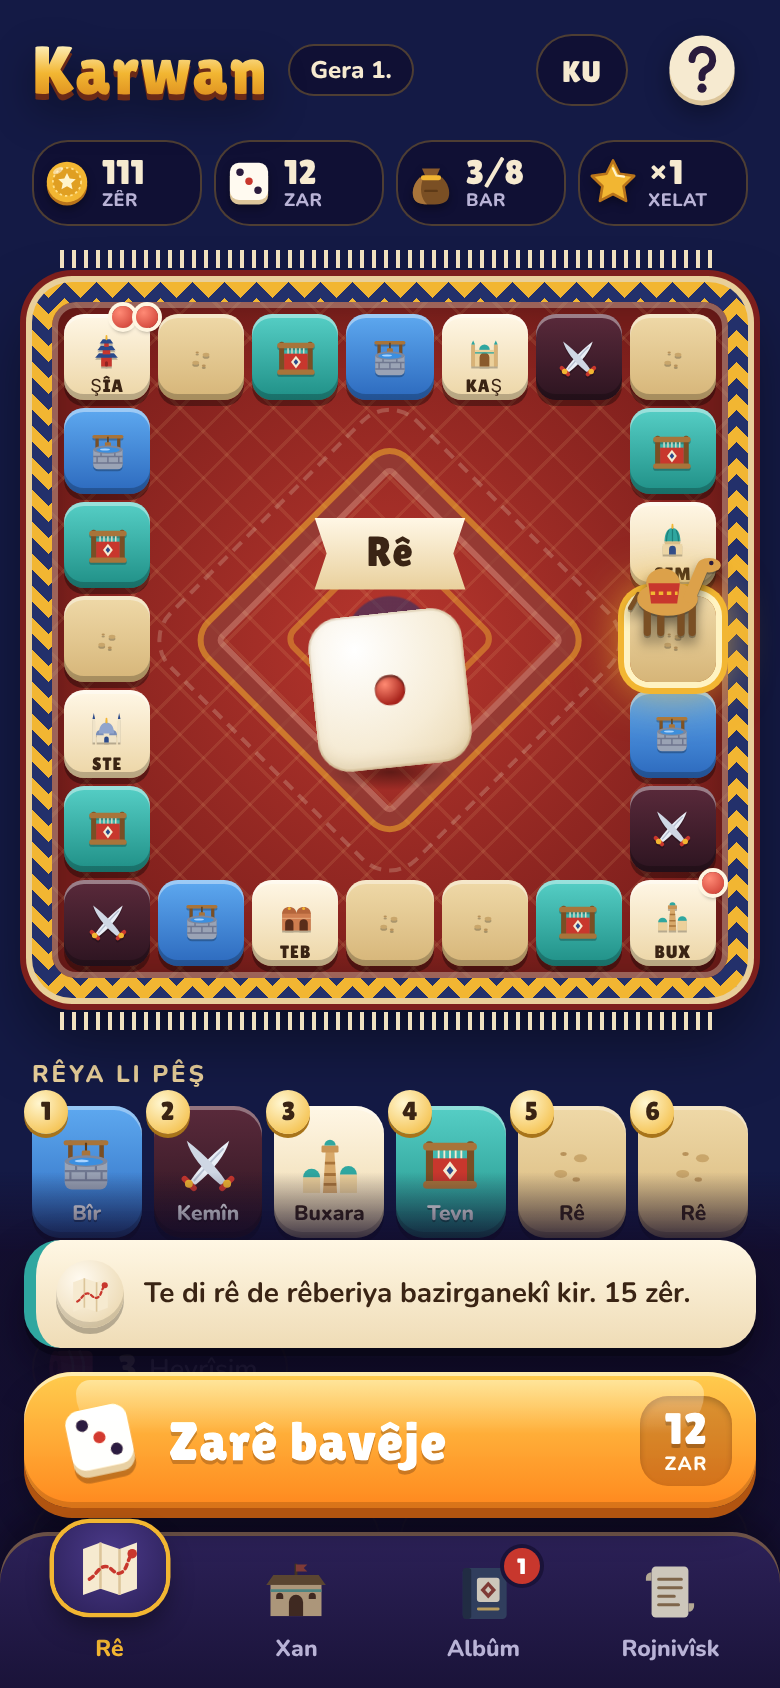 Karwan
Gera 1.
KU
?
111
ZÊR
12
ZAR
3/8
BAR
×1
XELAT
ŞÎA
KAŞ
STE
TEB
BUX
Rê
RÊYA LI PÊŞ
1
2
3
4
5
6
Bîr
Kemîn
Buxara
Tevn
Rê
Rê
Te di rê de rêberiya bazirganekî kir. 15 zêr.
3 Hevrîsim
Zarê bavêje
12
ZAR
1
Rê
Xan
Albûm
Rojnivîsk